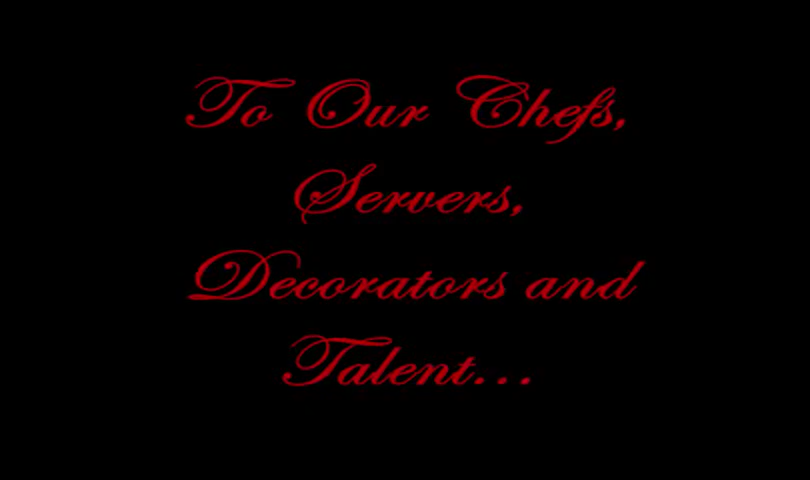 To Our Chefs,
Servers,
Decorators and
Talent...